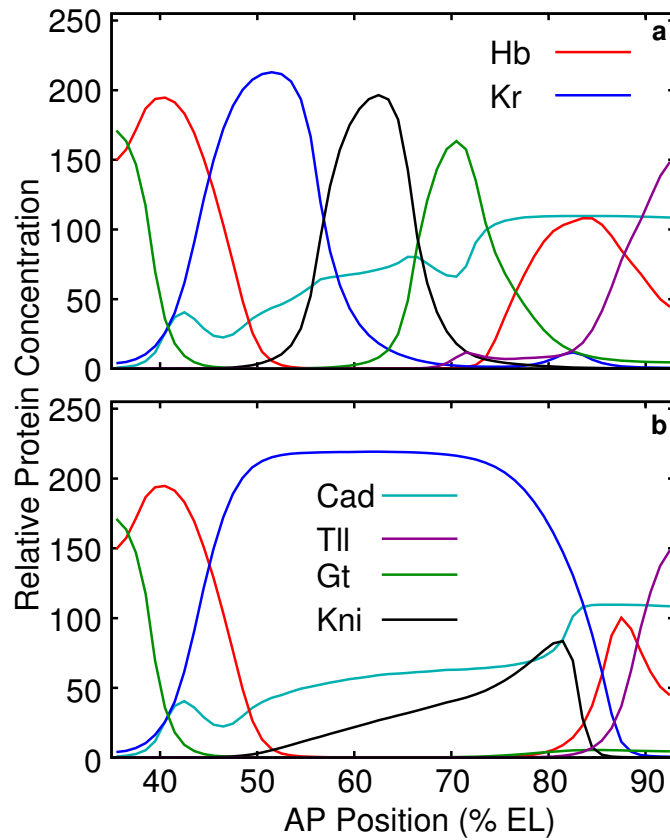 250
a
Hb
200
Kr
150
100
50
0
Relative Protein Concentration
250
b
200
Cad
Tll
150
Gt
100
Kni
50
0
40 50 60 70 80 90
AP Position (% EL)